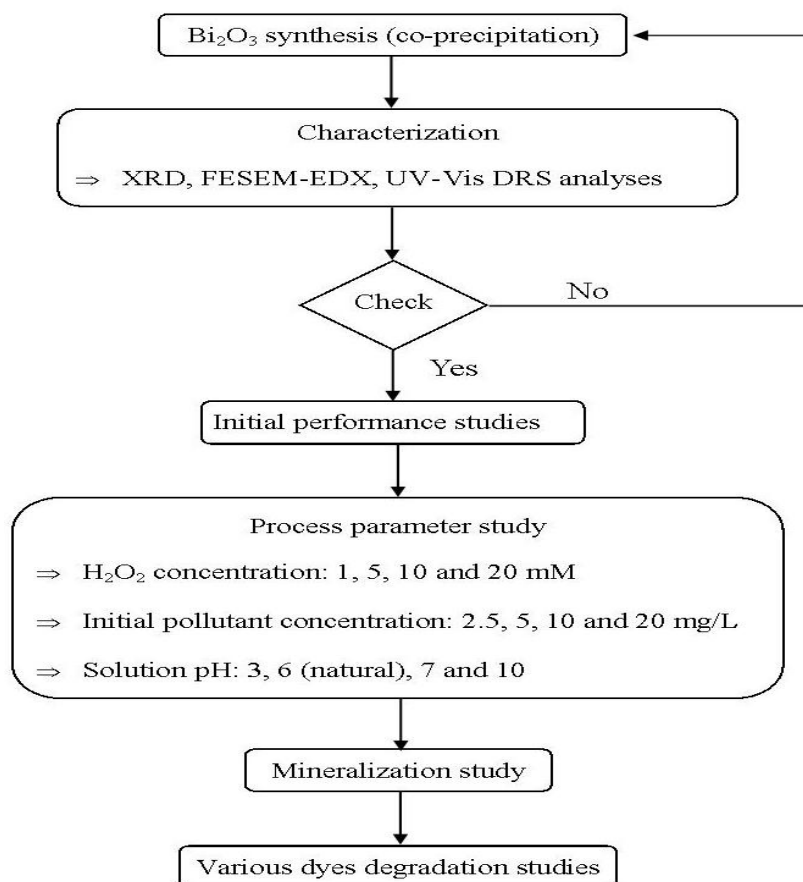 Bi₂O₃ synthesis (co-precipitation)
Characterization
⇒ XRD, FESEM-EDX, UV-Vis DRS analyses
Check
No
Yes
Initial performance studies
Process parameter study
⇒ H₂O₂ concentration: 1, 5, 10 and 20 mM
⇒ Initial pollutant concentration: 2.5, 5, 10 and 20 mg/L
⇒ Solution pH: 3, 6 (natural), 7 and 10
Mineralization study
Various dyes degradation studies